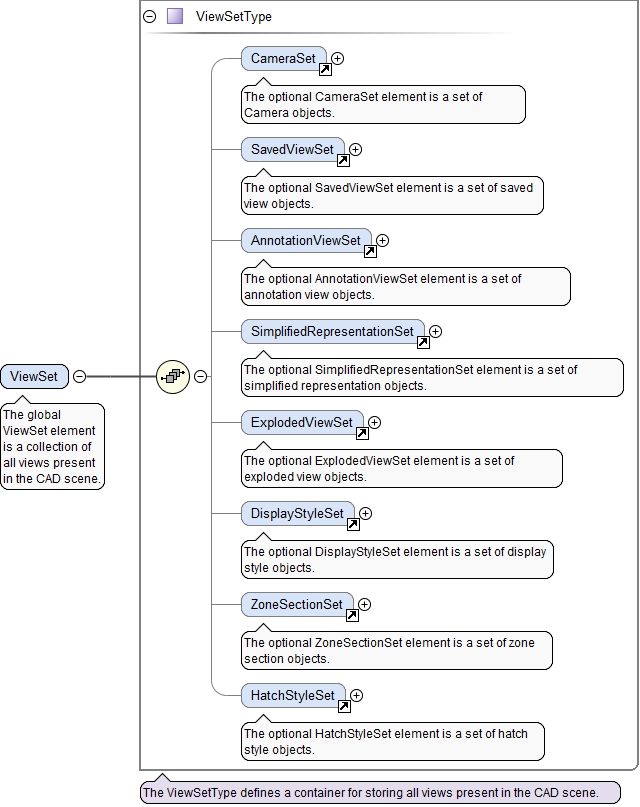 ViewSetType
CameraSet
The optional CameraSet element is a set of
Camera objects.
SavedViewSet
The optional SavedViewSet element is a set of saved
view objects.
AnnotationViewSet
The optional AnnotationViewSet element is a set of
annotation view objects.
SimplifiedRepresentationSet
The optional SimplifiedRepresentationSet element is a set of
simplified representation objects.
ViewSet
The global
ViewSet element
is a collection of
all views present
in the CAD scene.
ExplodedViewSet
The optional ExplodedViewSet element is a set of
exploded view objects.
DisplayStyleSet
The optional DisplayStyleSet element is a set of display
style objects.
ZoneSectionSet
The optional ZoneSectionSet element is a set of zone
section objects.
HatchStyleSet
The optional HatchStyleSet element is a set of hatch
style objects.
The ViewSetType defines a container for storing all views present in the CAD scene.